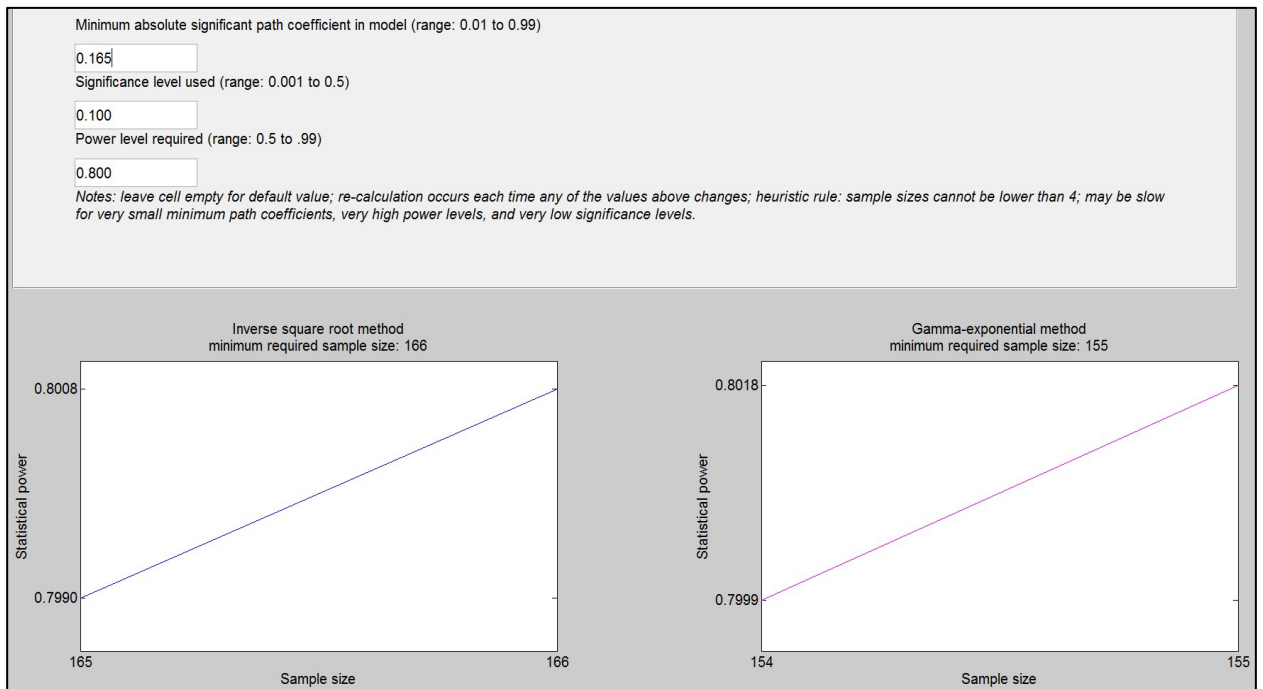 Minimum absolute significant path coefficient in model (range: 0.01 to 0.99)
0.165
Significance level used (range: 0.001 to 0.5)
0.100
Power level required (range: 0.5 to .99)
0.800
Notes: leave cell empty for default value; re-calculation occurs each time any of the values above changes; heuristic rule: sample sizes cannot be lower than 4; may be slow
for very small minimum path coefficients, very high power levels, and very low significance levels.
Inverse square root method
minimum required sample size: 166
0.8008
Statistical power
0.7990
165
166
Sample size
Gamma-exponential method
minimum required sample size: 155
0.8018
Statistical power
0.7999
154
155
Sample size